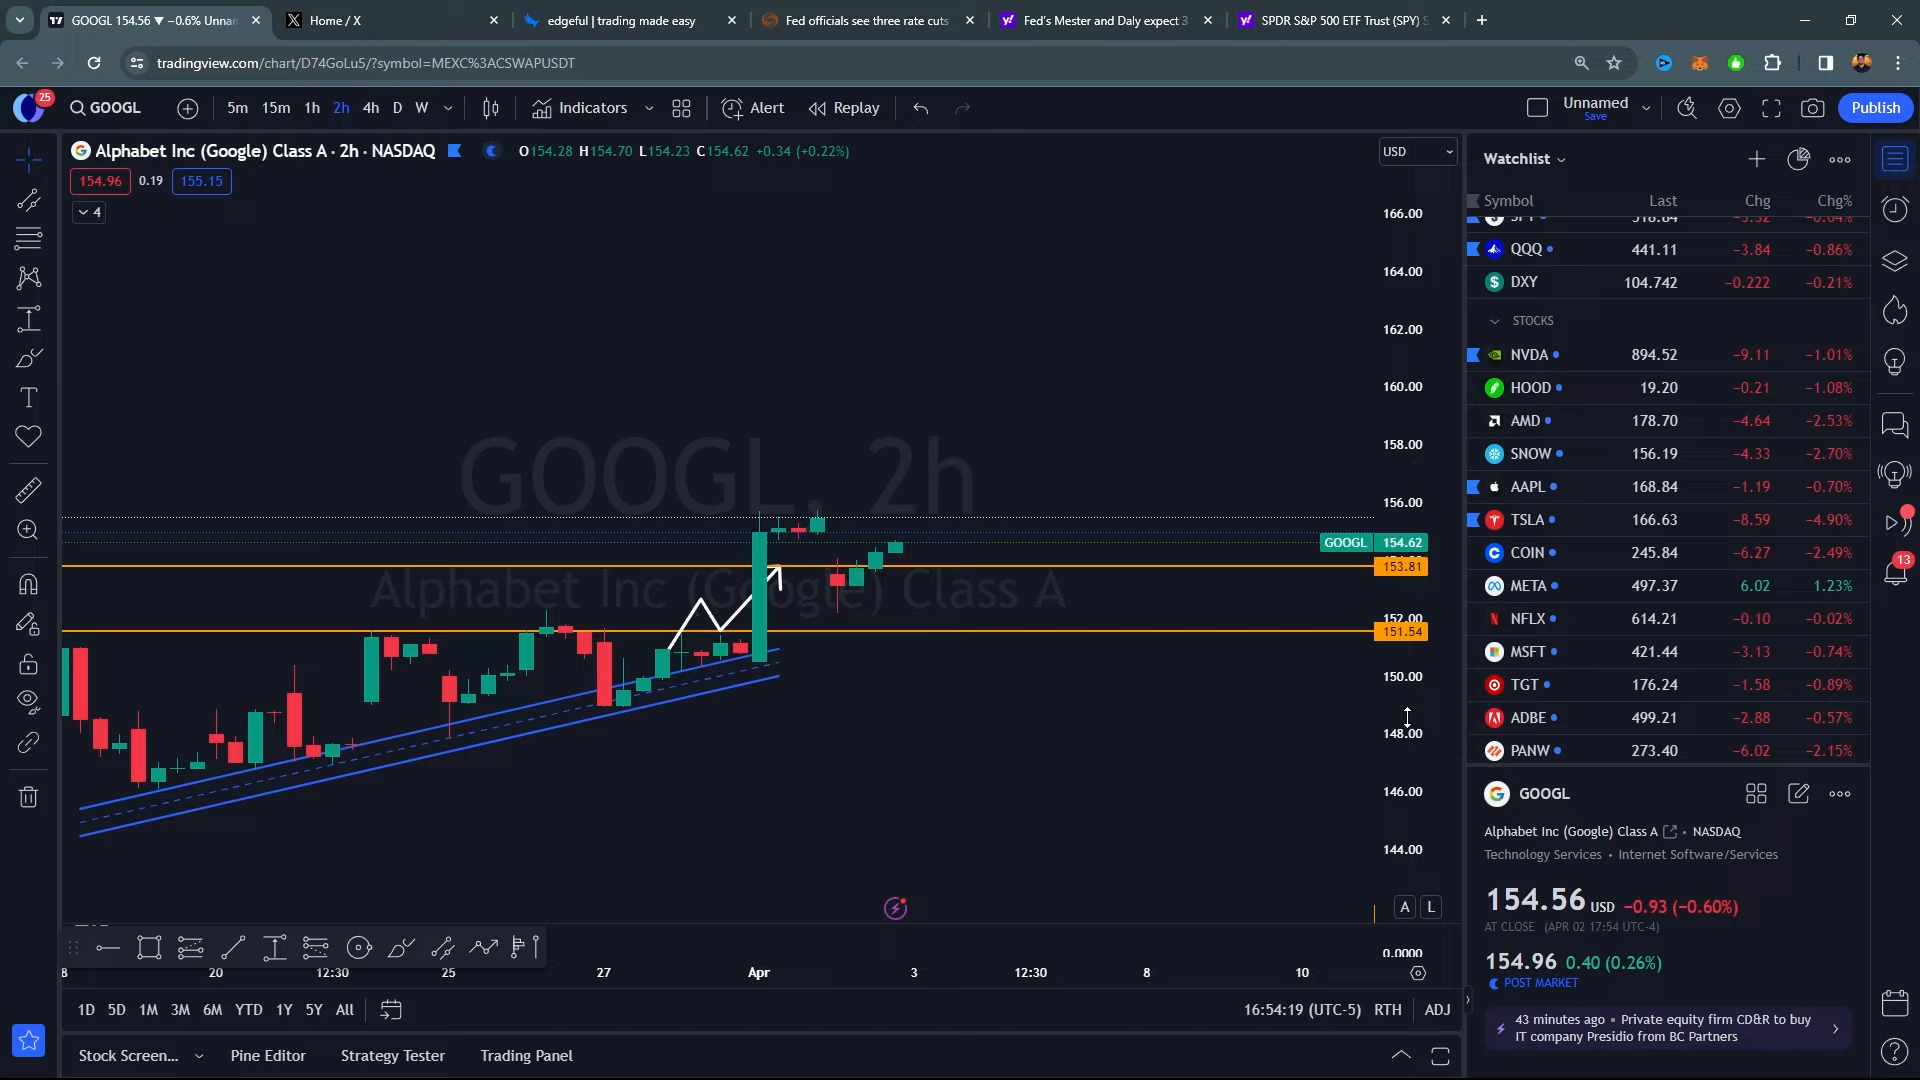 GOOGL 154.56 ▼ −0.6% Unnan
Home / X
edgeful | trading made easy
Fed officials see three rate cuts
Fed's Mester and Daly expect 3
SPDR S&P 500 ETF Trust (SPY) S
tradingview.com/chart/D74GoLu5/?symbol=MEXC%3ACSWAPUSDT
25
GOOGL
5m 15m 1h 2h 4h D W
Indicators
Alert
Replay
Unnamed
Save
Publish
Alphabet Inc (Google) Class A · 2h · NASDAQ
O154.28 H154.70 L154.23 C154.62 +0.34 (+0.22%)
USD
154.96 0.19 155.15
4
GOOGL, 2h
Alphabet Inc (Google) Class A
166.00
164.00
162.00
160.00
158.00
156.00
GOOGL 154.62
153.81
152.00
151.54
150.00
148.00
146.00
144.00
A L
0.0000
20 12:30 25 27 Apr 3 12:30 8 10
1D 5D 1M 3M 6M YTD 1Y 5Y All
16:54:19 (UTC-5) RTH ADJ
Stock Screen... Pine Editor Strategy Tester Trading Panel
Watchlist
Symbol Last Chg Chg%
QQQ 441.11 −3.84 −0.86%
DXY 104.742 −0.222 −0.21%
STOCKS
NVDA 894.52 −9.11 −1.01%
HOOD 19.20 −0.21 −1.08%
AMD 178.70 −4.64 −2.53%
SNOW 156.19 −4.33 −2.70%
AAPL 168.84 −1.19 −0.70%
TSLA 166.63 −8.59 −4.90%
COIN 245.84 −6.27 −2.49%
META 497.37 6.02 1.23%
NFLX 614.21 −0.10 −0.02%
MSFT 421.44 −3.13 −0.74%
TGT 176.24 −1.58 −0.89%
ADBE 499.21 −2.88 −0.57%
PANW 273.40 −6.02 −2.15%
13
GOOGL
Alphabet Inc (Google) Class A • NASDAQ
Technology Services • Internet Software/Services
154.56 USD −0.93 (−0.60%)
AT CLOSE (APR 02 17:54 UTC-4)
154.96 0.40 (0.26%)
POST MARKET
43 minutes ago • Private equity firm CD&R to buy
IT company Presidio from BC Partners